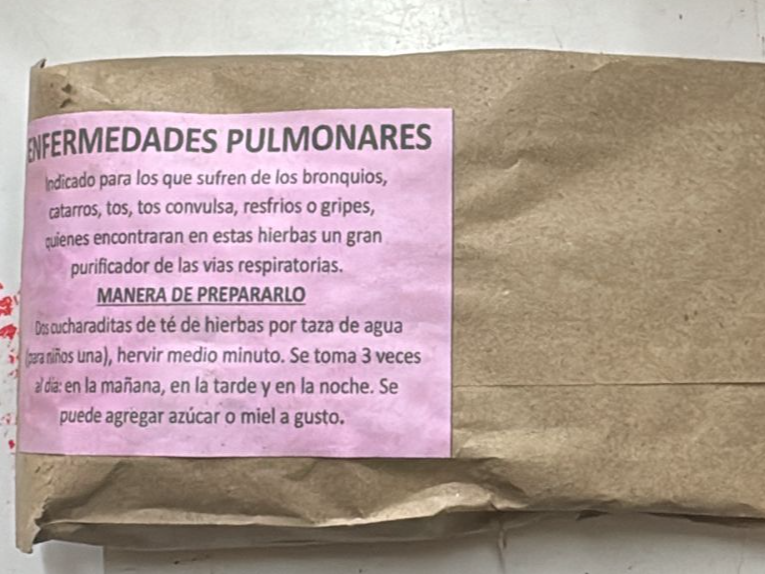 ENFERMEDADES PULMONARES
Indicado para los que sufren de los bronquios,
catarros, tos, tos convulsa, resfrios o gripes,
quienes encontraran en estas hierbas un gran
purificador de las vias respiratorias.
MANERA DE PREPARARLO
Dos cucharaditas de té de hierbas por taza de agua
(para niños una), hervir medio minuto. Se toma 3 veces
al día: en la mañana, en la tarde y en la noche. Se
puede agregar azúcar o miel a gusto.